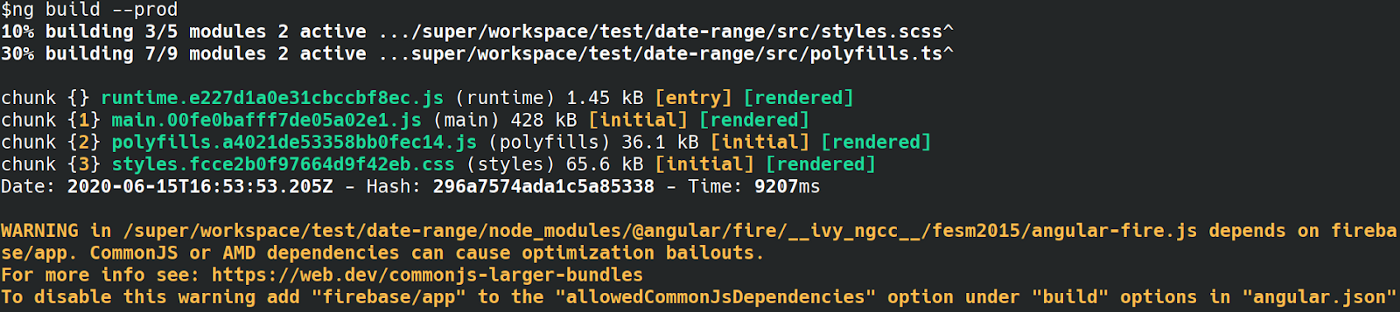 $ng build --prod
10% building 3/5 modules 2 active .../super/workspace/test/date-range/src/styles.scss^
30% building 7/9 modules 2 active ...super/workspace/test/date-range/src/polyfills.ts^
chunk {} runtime.e227d1a0e31cbccbf8ec.js (runtime) 1.45 kB [entry] [rendered]
chunk {1} main.00fe0bafff7de05a02e1.js (main) 428 kB [initial] [rendered]
chunk {2} polyfills.a4021de53358bb0fec14.js (polyfills) 36.1 kB [initial] [rendered]
chunk {3} styles.fcce2b0f97664d9f42eb.css (styles) 65.6 kB [initial] [rendered]
Date: 2020-06-15T16:53:53.205Z - Hash: 296a7574ada1c5a85338 - Time: 9207ms
WARNING in /super/workspace/test/date-range/node_modules/@angular/fire/__ivy_ngcc__/fesm2015/angular-fire.js depends on fireba
se/app. CommonJS or AMD dependencies can cause optimization bailouts.
For more info see: https://web.dev/commonjs-larger-bundles
To disable this warning add "firebase/app" to the "allowedCommonJsDependencies" option under "build" options in "angular.json"